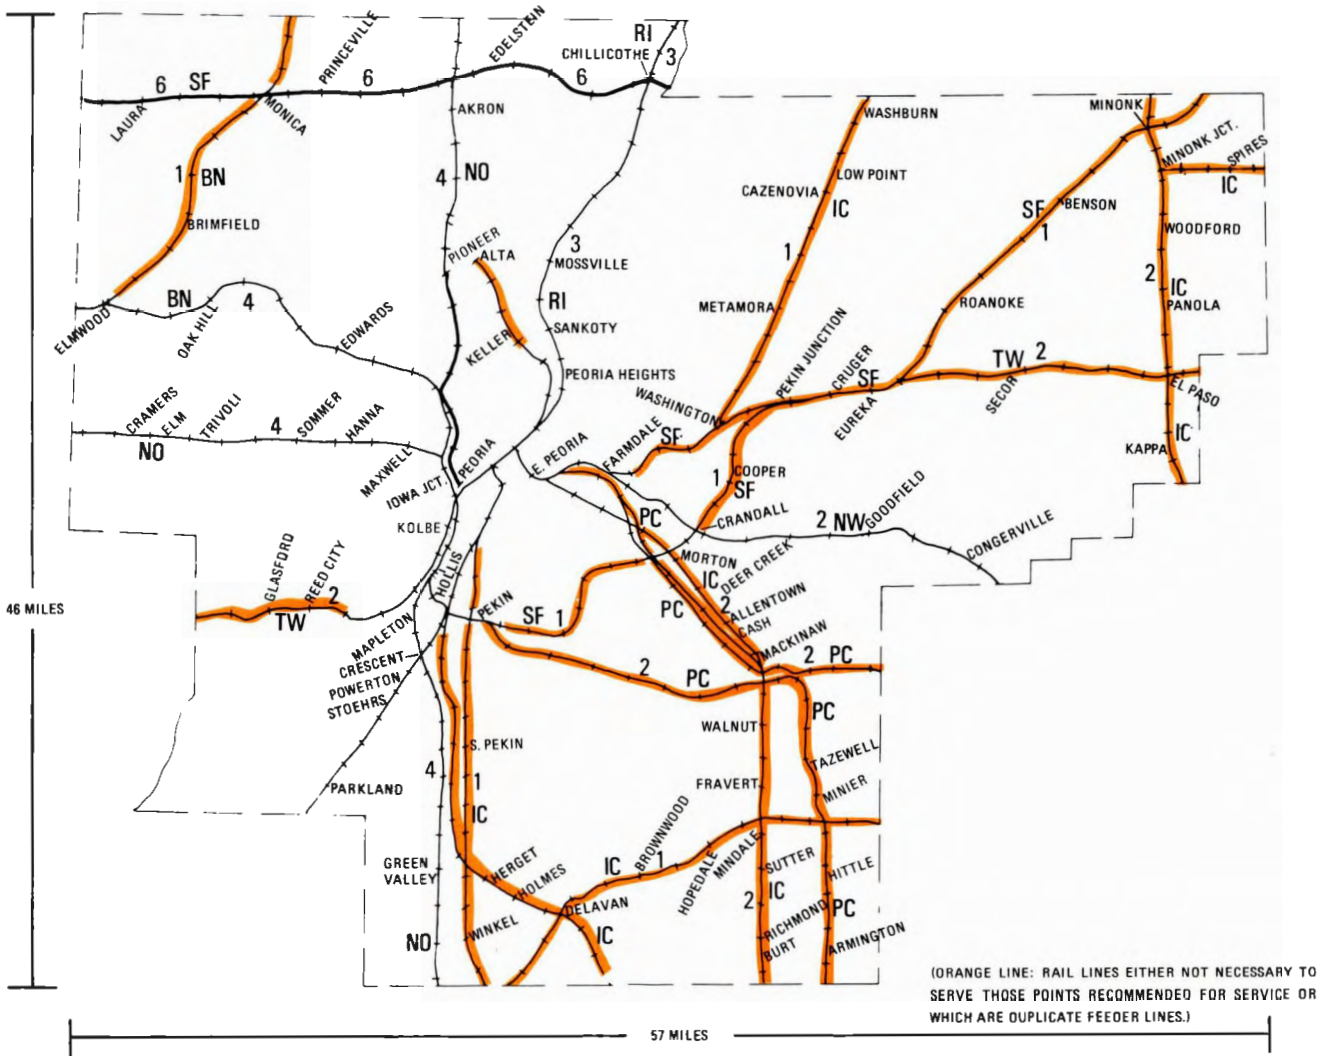 EDELSTEIN
RI
CHILLICOTHE
3
PRINCEVILLE
6
SF
6
6
LAURA
MONICA
AKRON
WASHBURN
MINONK
MINONK JCT.
SPIRES
IC
1
BN
4
NO
CAZENOVIA
LOW POINT
IC
SF
BENSON
1
BRIMFIELD
WOODFORD
PIONEER
ALTA
3
MOSSVILLE
1
2
IC
PANOLA
BN
4
RI
METAMORA
ROANOKE
ELMWOOD
OAK HILL
EDWARDS
KELLER
SANKOTY
PEKIN JUNCTION
CRUGER
TW
2
PEORIA HEIGHTS
SF
SECOR
EL PASO
WASHINGTON
EUREKA
CRAMERS
ELM
TRIVOLI
4
SOMMER
HANNA
NO
MAXWELL
PEORIA
E. PEORIA
FARMDALE
SF
IC
KAPPA
IOWA JCT.
1
COOPER
SF
KOLBE
PC
CRANDALL
2
NW
GOODFIELD
CONGERVILLE
MORTON
DEER CREEK
GLASFORD
REED CITY
2
TW
46 MILES
HOLLIS
PEKIN
SF
1
IC
PC
2
ALLENTOWN
CASH
MACKINAW
MAPLETON
CRESCENT
POWERTON
STOEHRS
2
PC
2
PC
WALNUT
PC
S. PEKIN
TAZEWELL
4
1
PARKLAND
FRAVERT
MINIER
IC
GREEN
VALLEY
HERGET
HOLMES
IC
BROWNWOOD
1
HOPEDALE
MINDALE
SUTTER
HITTLE
2
IC
DELAVAN
RICHMOND
PC
NO
WINKEL
IC
BURT
ARMINGTON
(ORANGE LINE: RAIL LINES EITHER NOT NECESSARY TO
SERVE THOSE POINTS RECOMMENDED FOR SERVICE OR
WHICH ARE DUPLICATE FEEDER LINES.)
57 MILES